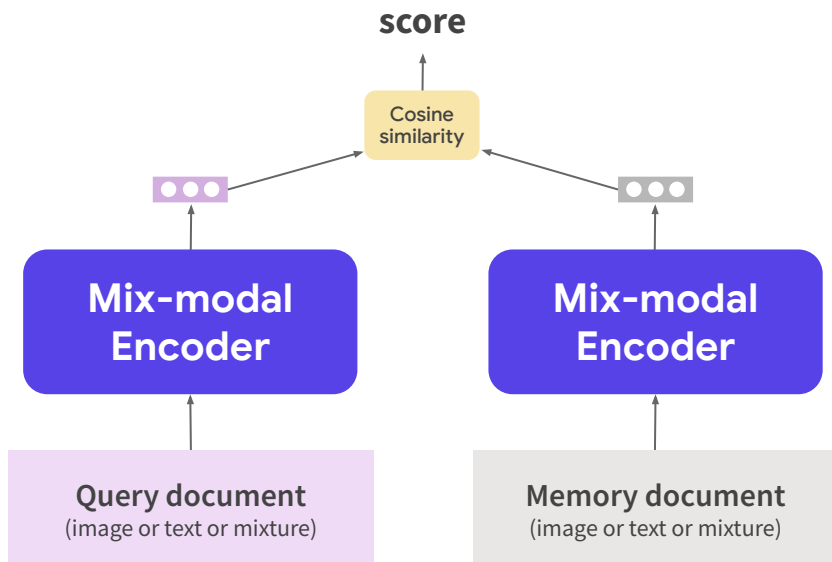 score
Cosine
similarity
Mix-modal
Encoder
Mix-modal
Encoder
Query document
(image or text or mixture)
Memory document
(image or text or mixture)